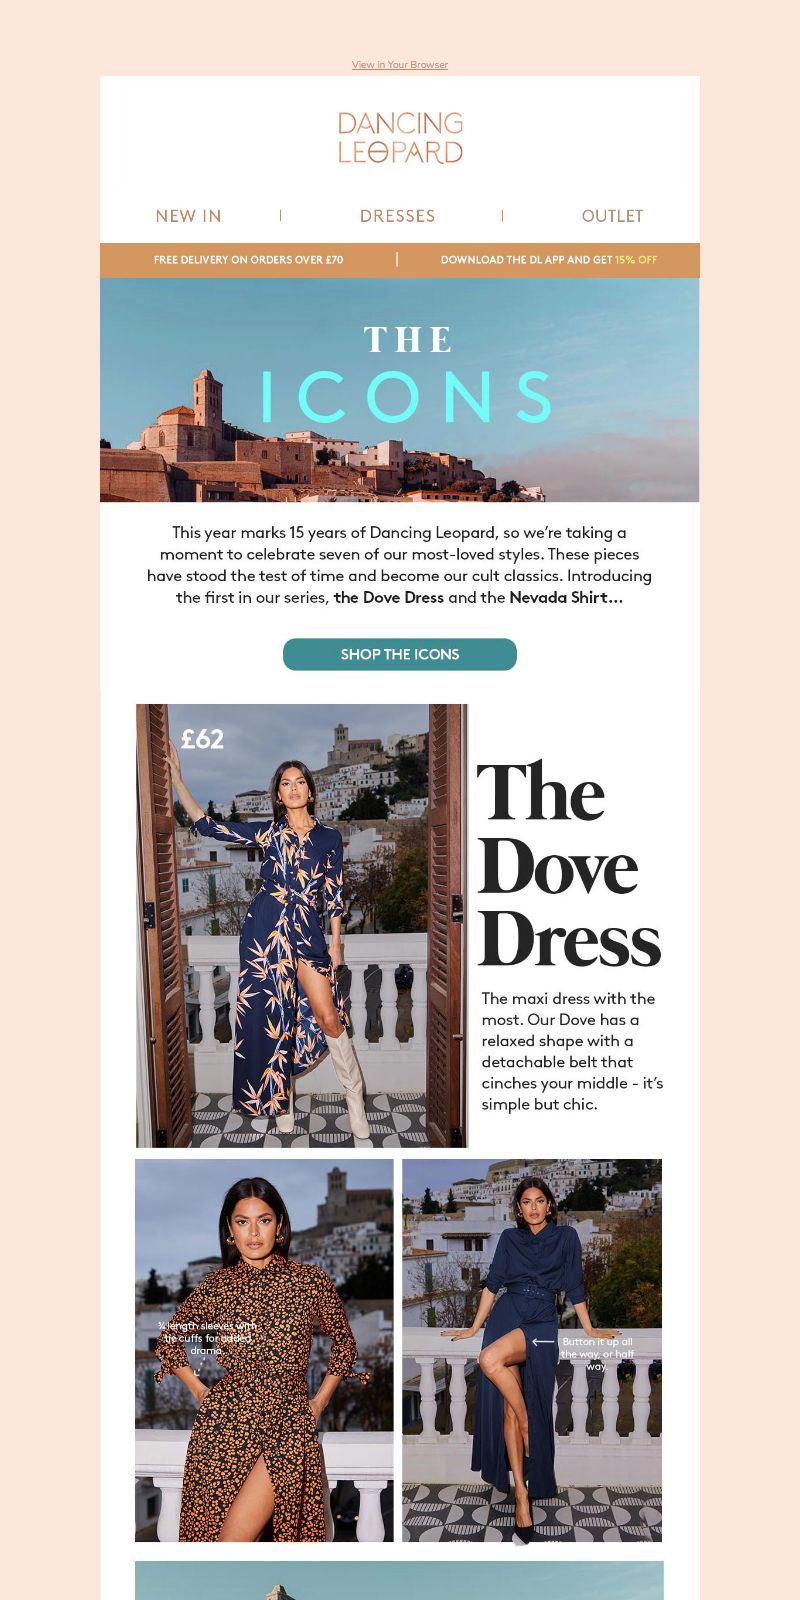 View in Your Browser
DANCING
LEOPARD
NEW IN | DRESSES | OUTLET
FREE DELIVERY ON ORDERS OVER £70 | DOWNLOAD THE DL APP AND GET 15% OFF
THE
ICONS
This year marks 15 years of Dancing Leopard, so we’re taking a
moment to celebrate seven of our most-loved styles. These pieces
have stood the test of time and become our cult classics. Introducing
the first in our series, the Dove Dress and the Nevada Shirt...
SHOP THE ICONS
£62
The
Dove
Dress
The maxi dress with the
most. Our Dove has a
relaxed shape with a
detachable belt that
cinches your middle - it’s
simple but chic.
¾ length sleeves with
tie cuffs for added
drama.
Button it up all
the way, or half
way.